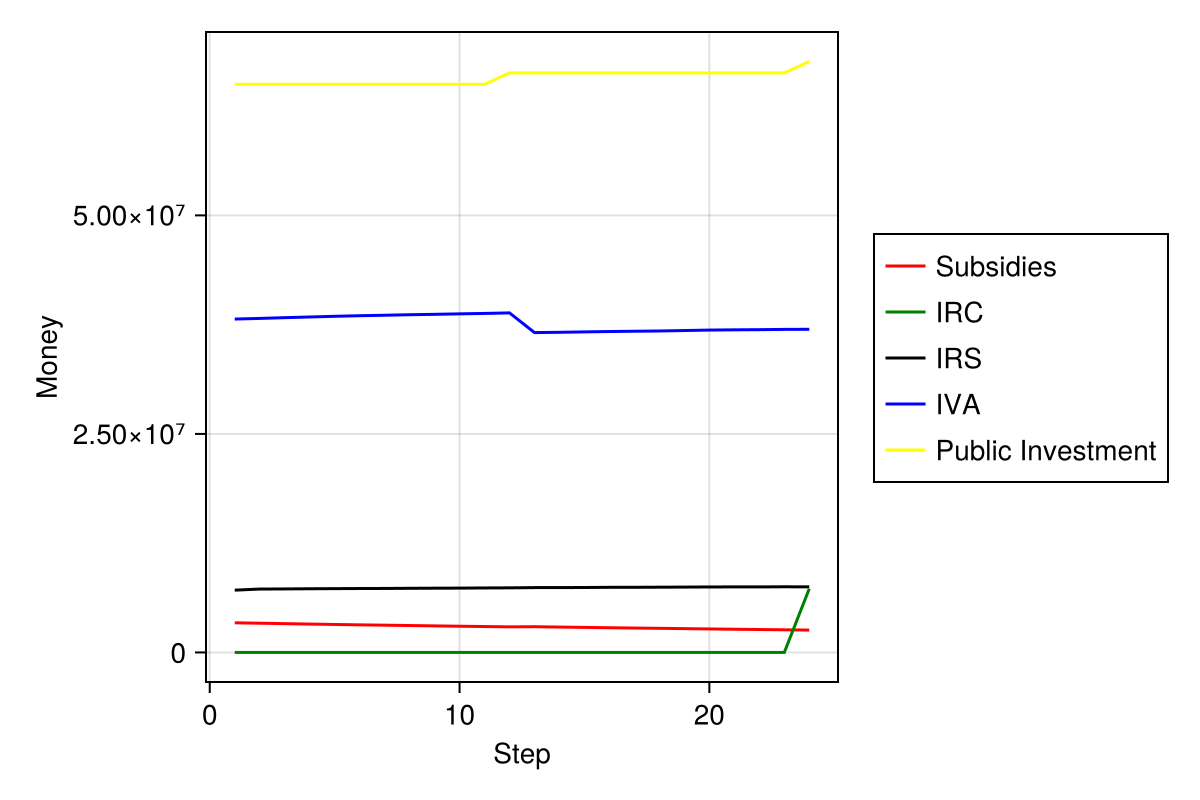 5.00×10⁷
2.50×10⁷
0
Money
0 10 20
Step
Subsidies
IRC
IRS
IVA
Public Investment